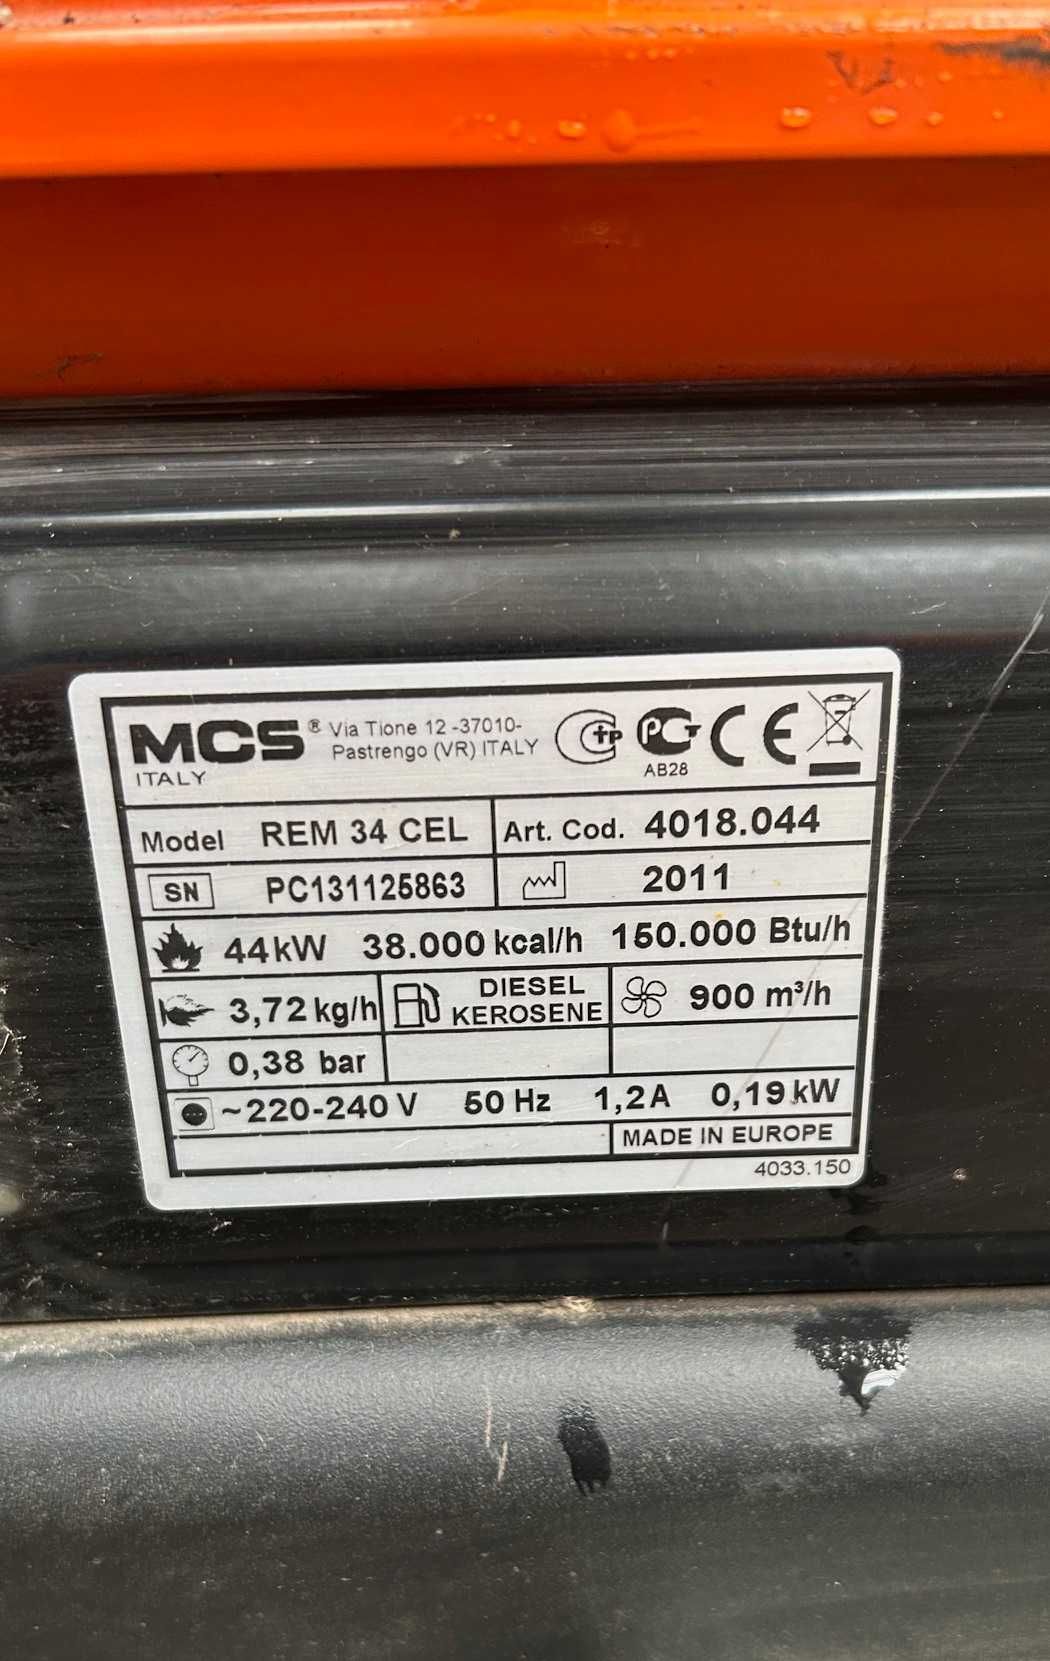 MCS® Via Tione 12 -37010-
ITALY Pastrengo (VR) ITALY
AB28
Model REM 34 CEL Art. Cod. 4018.044
SN PC131125863 2011
44kW 38.000 kcal/h 150.000 Btu/h
3,72 kg/h DIESEL KEROSENE 900 m³/h
0,38 bar
~220-240 V 50 Hz 1,2A 0,19 kW
MADE IN EUROPE
4033.150